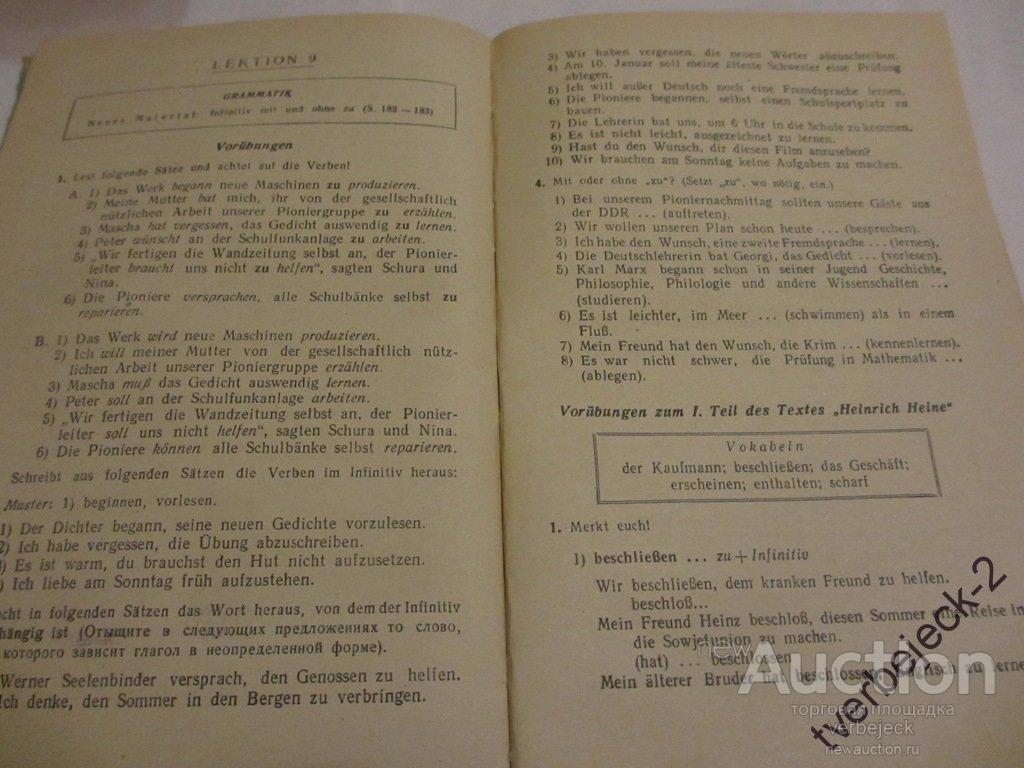 LEKTION 9
GRAMMATIK
Neues Material: Infinitiv mit und ohne zu (S. 182—183)
Vorübungen
1. Lest folgende Sätze und achtet auf die Verben!
A. 1) Das Werk begann neue Maschinen zu produzieren.
2) Meine Mutter bat mich, ihr von der gesellschaftlich
nützlichen Arbeit unserer Pioniergruppe zu erzählen.
3) Mascha hat vergessen, das Gedicht auswendig zu lernen.
4) Peter wünscht an der Schulfunkanlage zu arbeiten.
5) „Wir fertigen die Wandzeitung selbst an, der Pionier-
leiter braucht uns nicht zu helfen“, sagten Schura und
Nina.
6) Die Pioniere versprachen, alle Schulbänke selbst zu
reparieren.
B. 1) Das Werk wird neue Maschinen produzieren.
2) Ich will meiner Mutter von der gesellschaftlich nütz-
lichen Arbeit unserer Pioniergruppe erzählen.
3) Mascha muß das Gedicht auswendig lernen.
4) Peter soll an der Schulfunkanlage arbeiten.
5) „Wir fertigen die Wandzeitung selbst an, der Pionier-
leiter soll uns nicht helfen“, sagten Schura und Nina.
6) Die Pioniere können alle Schulbänke selbst reparieren.
Schreibt aus folgenden Sätzen die Verben im Infinitiv heraus:
Muster: 1) beginnen, vorlesen.
1) Der Dichter begann, seine neuen Gedichte vorzulesen.
2) Ich habe vergessen, die Übung abzuschreiben.
) Es ist warm, du brauchst den Hut nicht aufzusetzen.
) Ich liebe am Sonntag früh aufzustehen.
cht in folgenden Sätzen das Wort heraus, von dem der Infinitiv
hängig ist (Отыщите в следующих предложениях то слово,
которого зависит глагол в неопределенной форме).
Werner Seelenbinder versprach, den Genossen zu helfen.
Ich denke, den Sommer in den Bergen zu verbringen.
3) Wir haben vergessen, die neuen Wörter abzuschreiben.
4) Am 10. Januar soll meine älteste Schwester eine Prüfung
ablegen.
5) Ich will außer Deutsch noch eine Fremdsprache lernen.
6) Die Pioniere begannen, selbst einen Schulsportplatz zu
bauen.
7) Die Lehrerin bat uns, um 6 Uhr in die Schule zu kommen.
8) Es ist nicht leicht, ausgezeichnet zu lernen.
9) Hast du den Wunsch, dir diesen Film anzusehen?
10) Wir brauchen am Sonntag keine Aufgaben zu machen.
4. Mit oder ohne „zu“? (Setzt „zu“, wo nötig, ein.)
1) Bei unserem Pioniernachmittag sollten unsere Gäste aus
der DDR ... (auftreten).
2) Wir wollen unseren Plan schon heute ... (besprechen).
3) Ich habe den Wunsch, eine zweite Fremdsprache ... (lernen).
4) Die Deutschlehrerin bat Georgi, das Gedicht ... (vorlesen).
5) Karl Marx begann schon in seiner Jugend Geschichte,
Philosophie, Philologie und andere Wissenschaften ...
(studieren).
6) Es ist leichter, im Meer ... (schwimmen) als in einem
Fluß.
7) Mein Freund hat den Wunsch, die Krim ... (kennenlernen).
8) Es war nicht schwer, die Prüfung in Mathematik ...
(ablegen).
Vorübungen zum I. Teil des Textes „Heinrich Heine“
Vokabeln
der Kaufmann; beschließen; das Geschäft;
erscheinen; enthalten; scharf
1. Merkt euch!
1) beschließen ... zu + Infinitiv
Wir beschließen, dem kranken Freund zu helfen.
beschloß...
Mein Freund Heinz beschloß, diesen Sommer eine Reise in
die Sowjetunion zu machen.
(hat) ... beschlossen
Mein älterer Bruder hat beschlossen, Englisch zu lerne
newAuction
торговая площадка
verbejeck
newauction.ru
tverbejeck-2